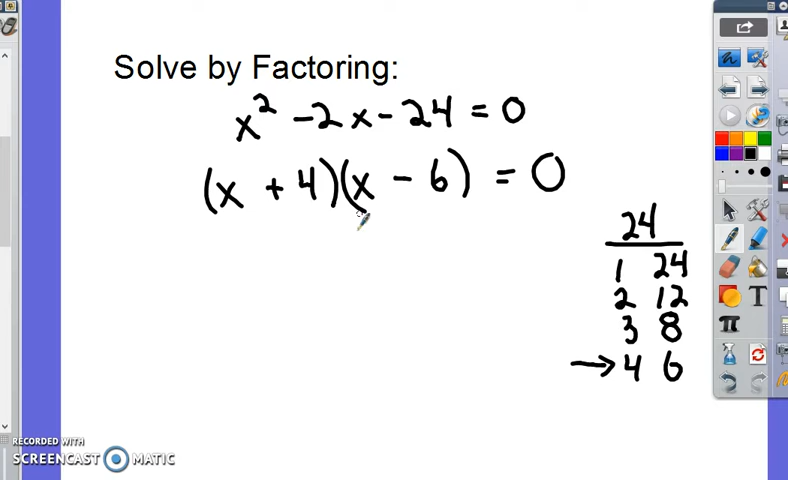 Solve by Factoring:
x² - 2x - 24 = 0
(x + 4)(x - 6) = 0
24
1 24
2 12
3 8
→ 4 6
T
π
RECORDED WITH
SCREENCAST MATIC